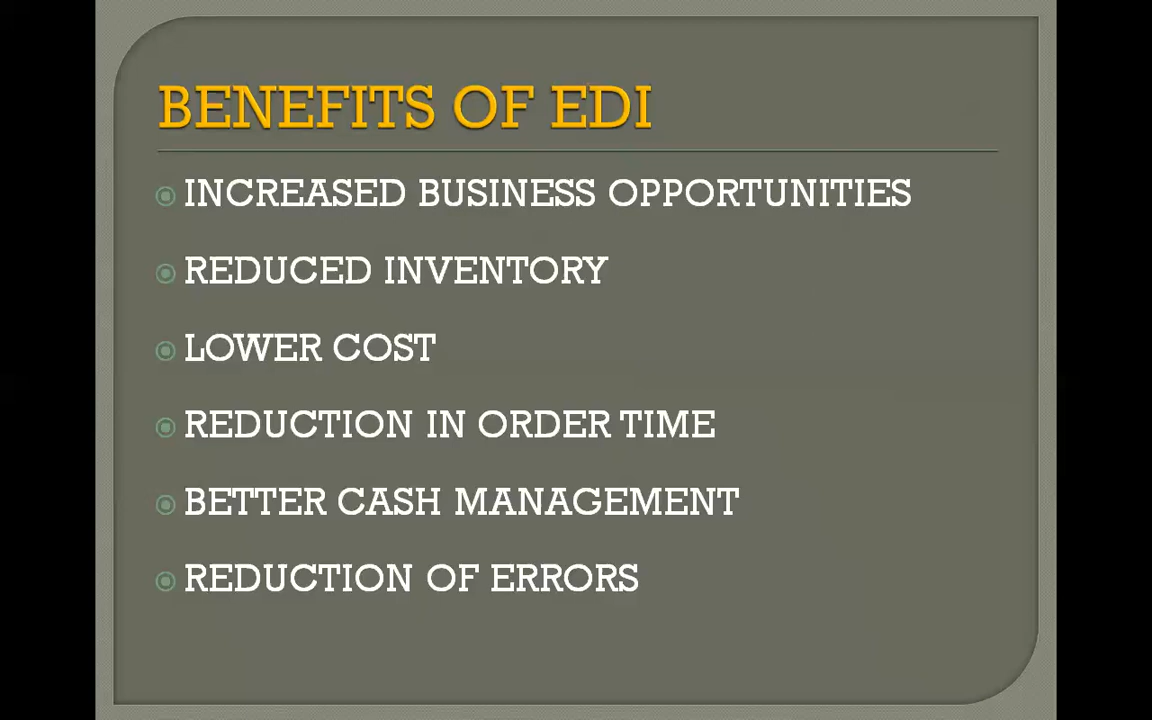 BENEFITS OF EDI
INCREASED BUSINESS OPPORTUNITIES
REDUCED INVENTORY
LOWER COST
REDUCTION IN ORDER TIME
BETTER CASH MANAGEMENT
REDUCTION OF ERRORS